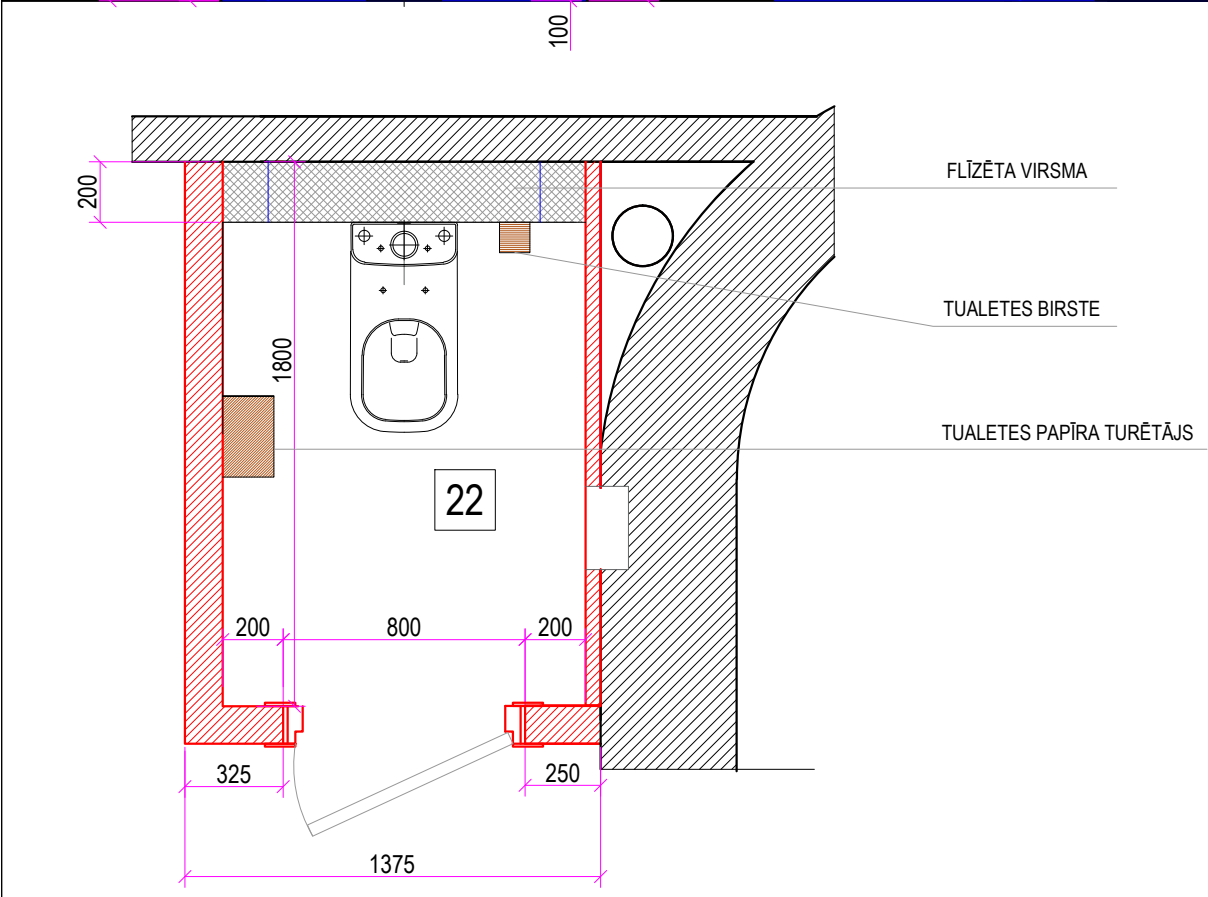 100
FLĪZĒTA VIRSMA
200
TUALETES BIRSTE
1800
TUALETES PAPĪRA TURĒTĀJS
22
200 800 200
325 250
1375